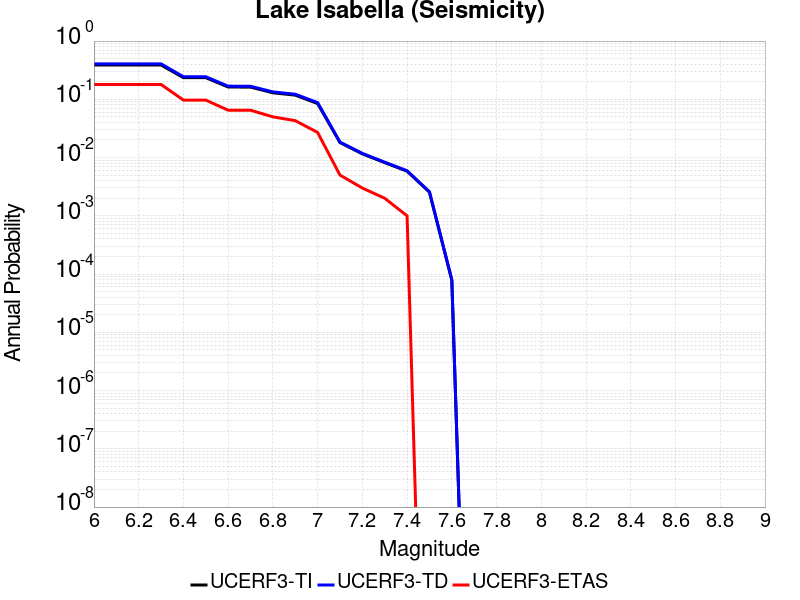 Lake Isabella (Seismicity)
10^0
10^-1
10^-2
10^-3
10^-4
10^-5
10^-6
10^-7
10^-8
Annual Probability
6 6.2 6.4 6.6 6.8 7 7.2 7.4 7.6 7.8 8 8.2 8.4 8.6 8.8 9
Magnitude
UCERF3-TI UCERF3-TD UCERF3-ETAS